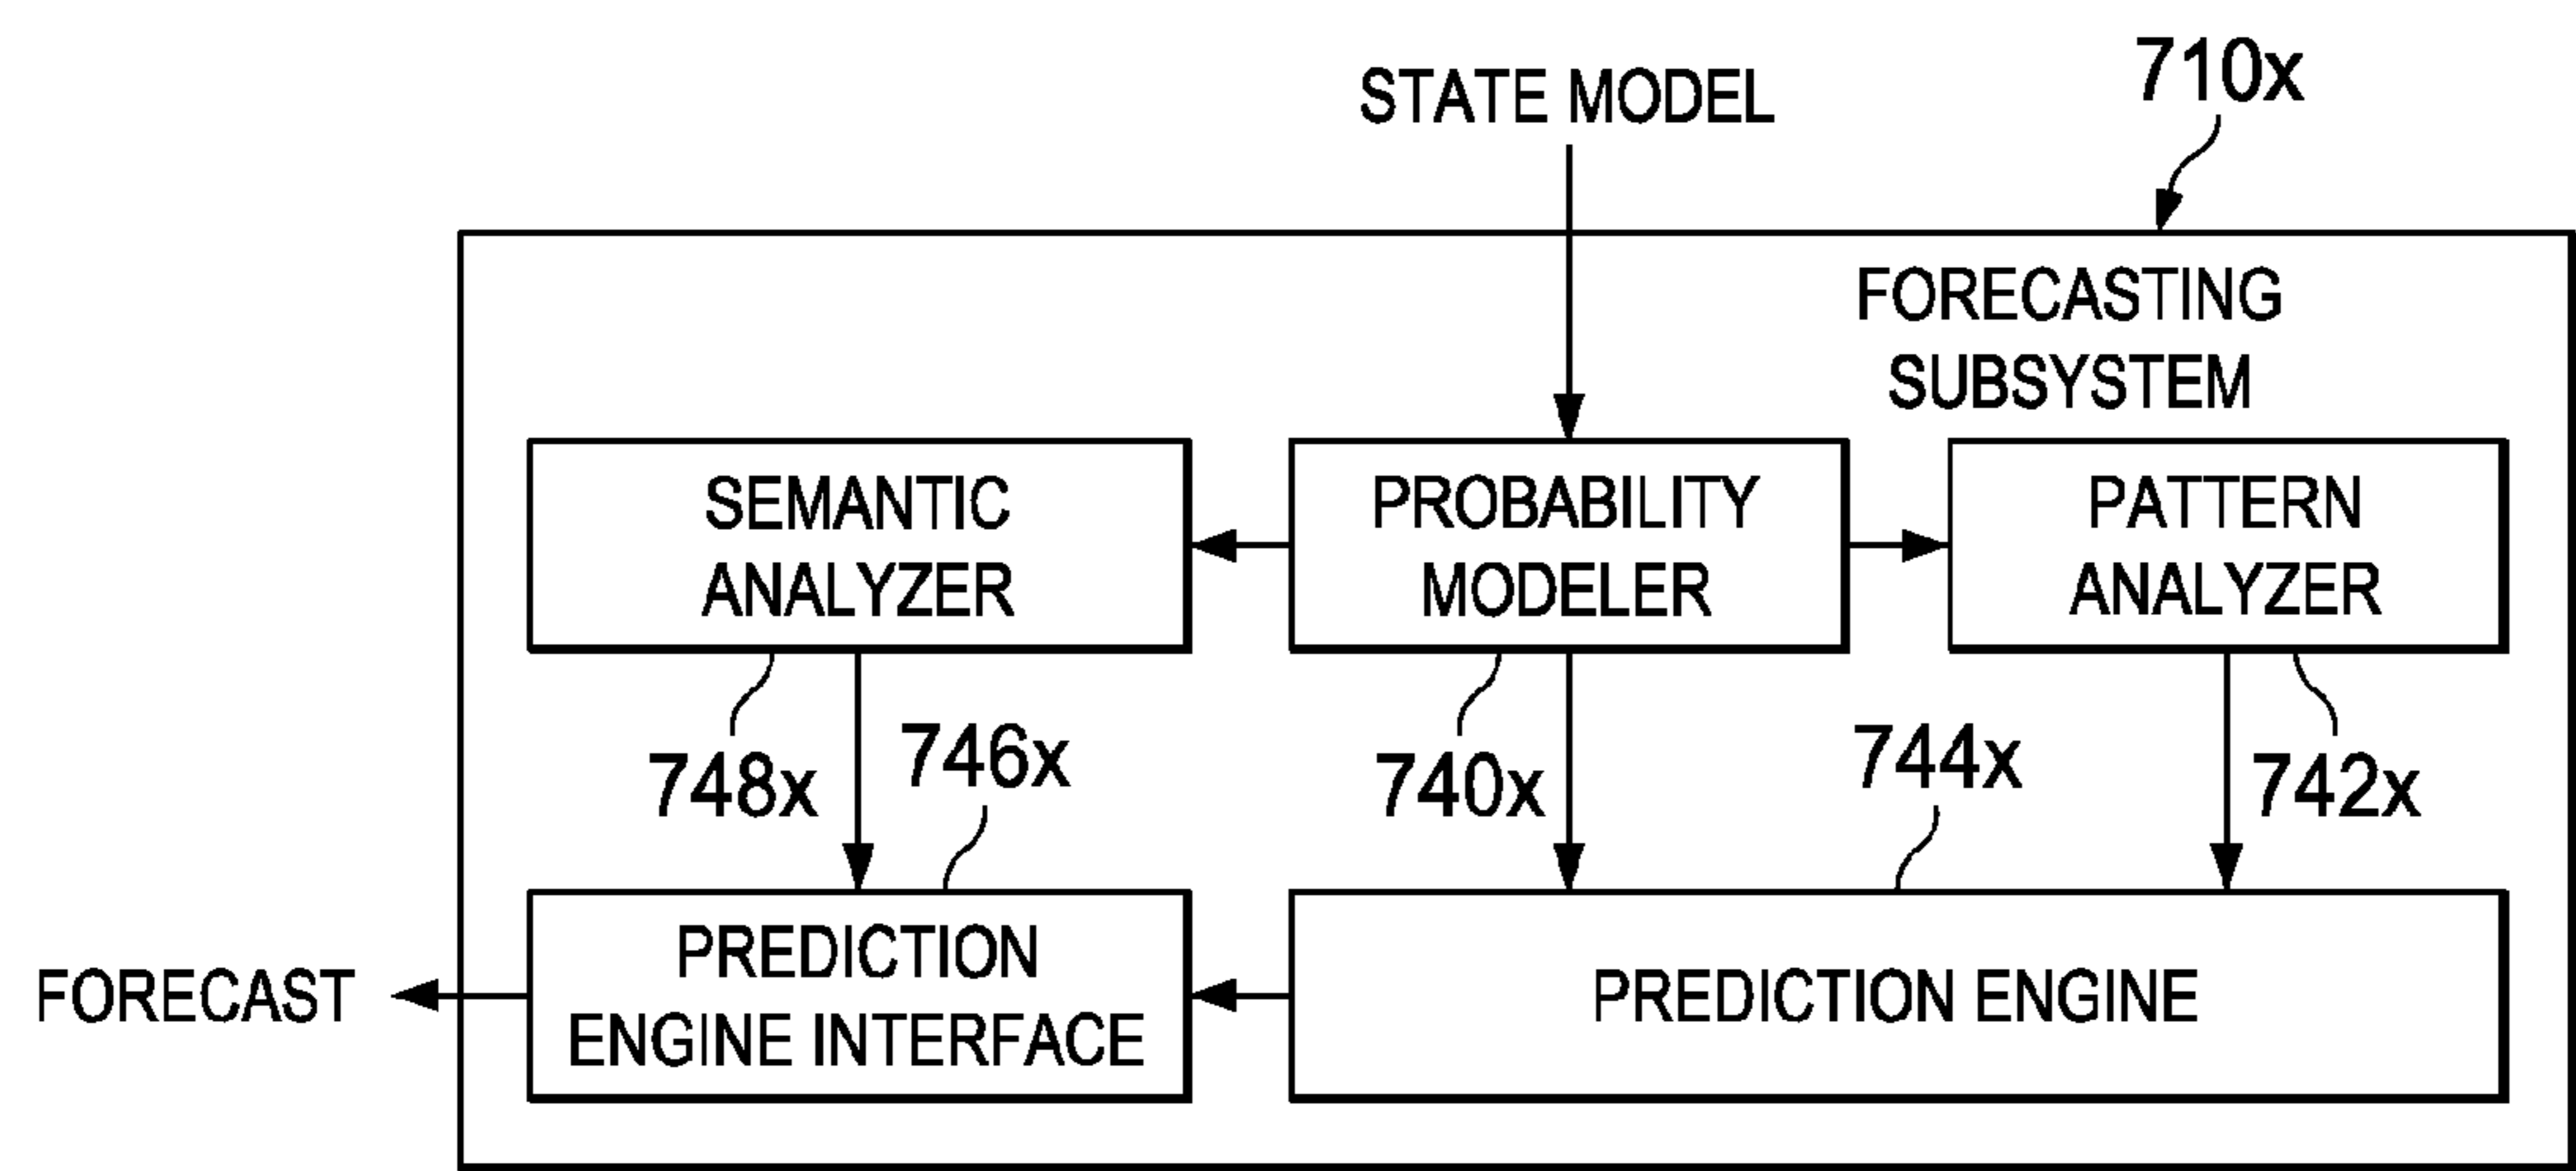 710x
STATE MODEL
FORECASTING
SUBSYSTEM
SEMANTIC
ANALYZER
PROBABILITY
MODELER
PATTERN
ANALYZER
748x
746x
740x
744x
742x
FORECAST
PREDICTION
ENGINE INTERFACE
PREDICTION ENGINE